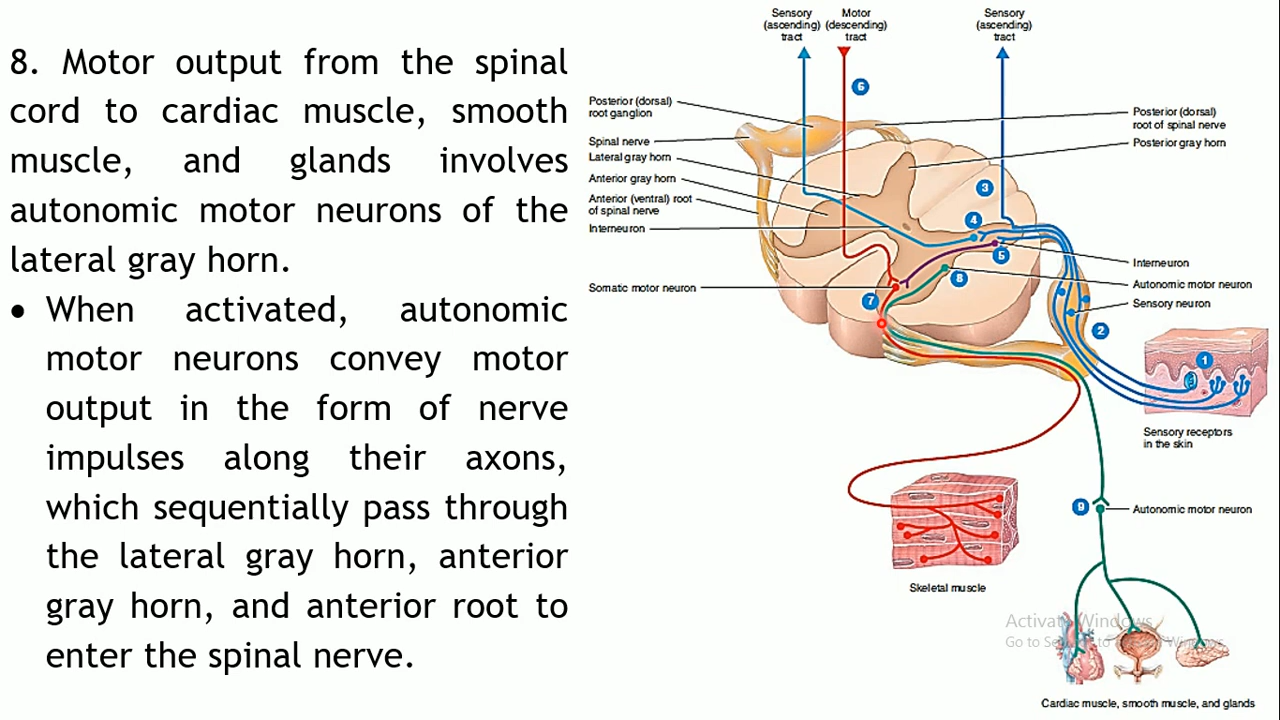 8. Motor output from the spinal
cord to cardiac muscle, smooth
muscle, and glands involves
autonomic motor neurons of the
lateral gray horn.
• When activated, autonomic
motor neurons convey motor
output in the form of nerve
impulses along their axons,
which sequentially pass through
the lateral gray horn, anterior
gray horn, and anterior root to
enter the spinal nerve.
Sensory
(ascending)
tract
Motor
(descending)
tract
Sensory
(ascending)
tract
6
Posterior (dorsal)
root ganglion
Spinal nerve
Lateral gray horn
Anterior gray horn
Anterior (ventral) root
of spinal nerve
Interneuron
Somatic motor neuron
Posterior (dorsal)
root of spinal nerve
Posterior gray horn
3
4
5
8
7
Interneuron
Autonomic motor neuron
Sensory neuron
2
1
Sensory receptors
in the skin
9
Autonomic motor neuron
Skeletal muscle
Activate Windows
Go to
to
Windows
Cardiac muscle, smooth muscle, and glands